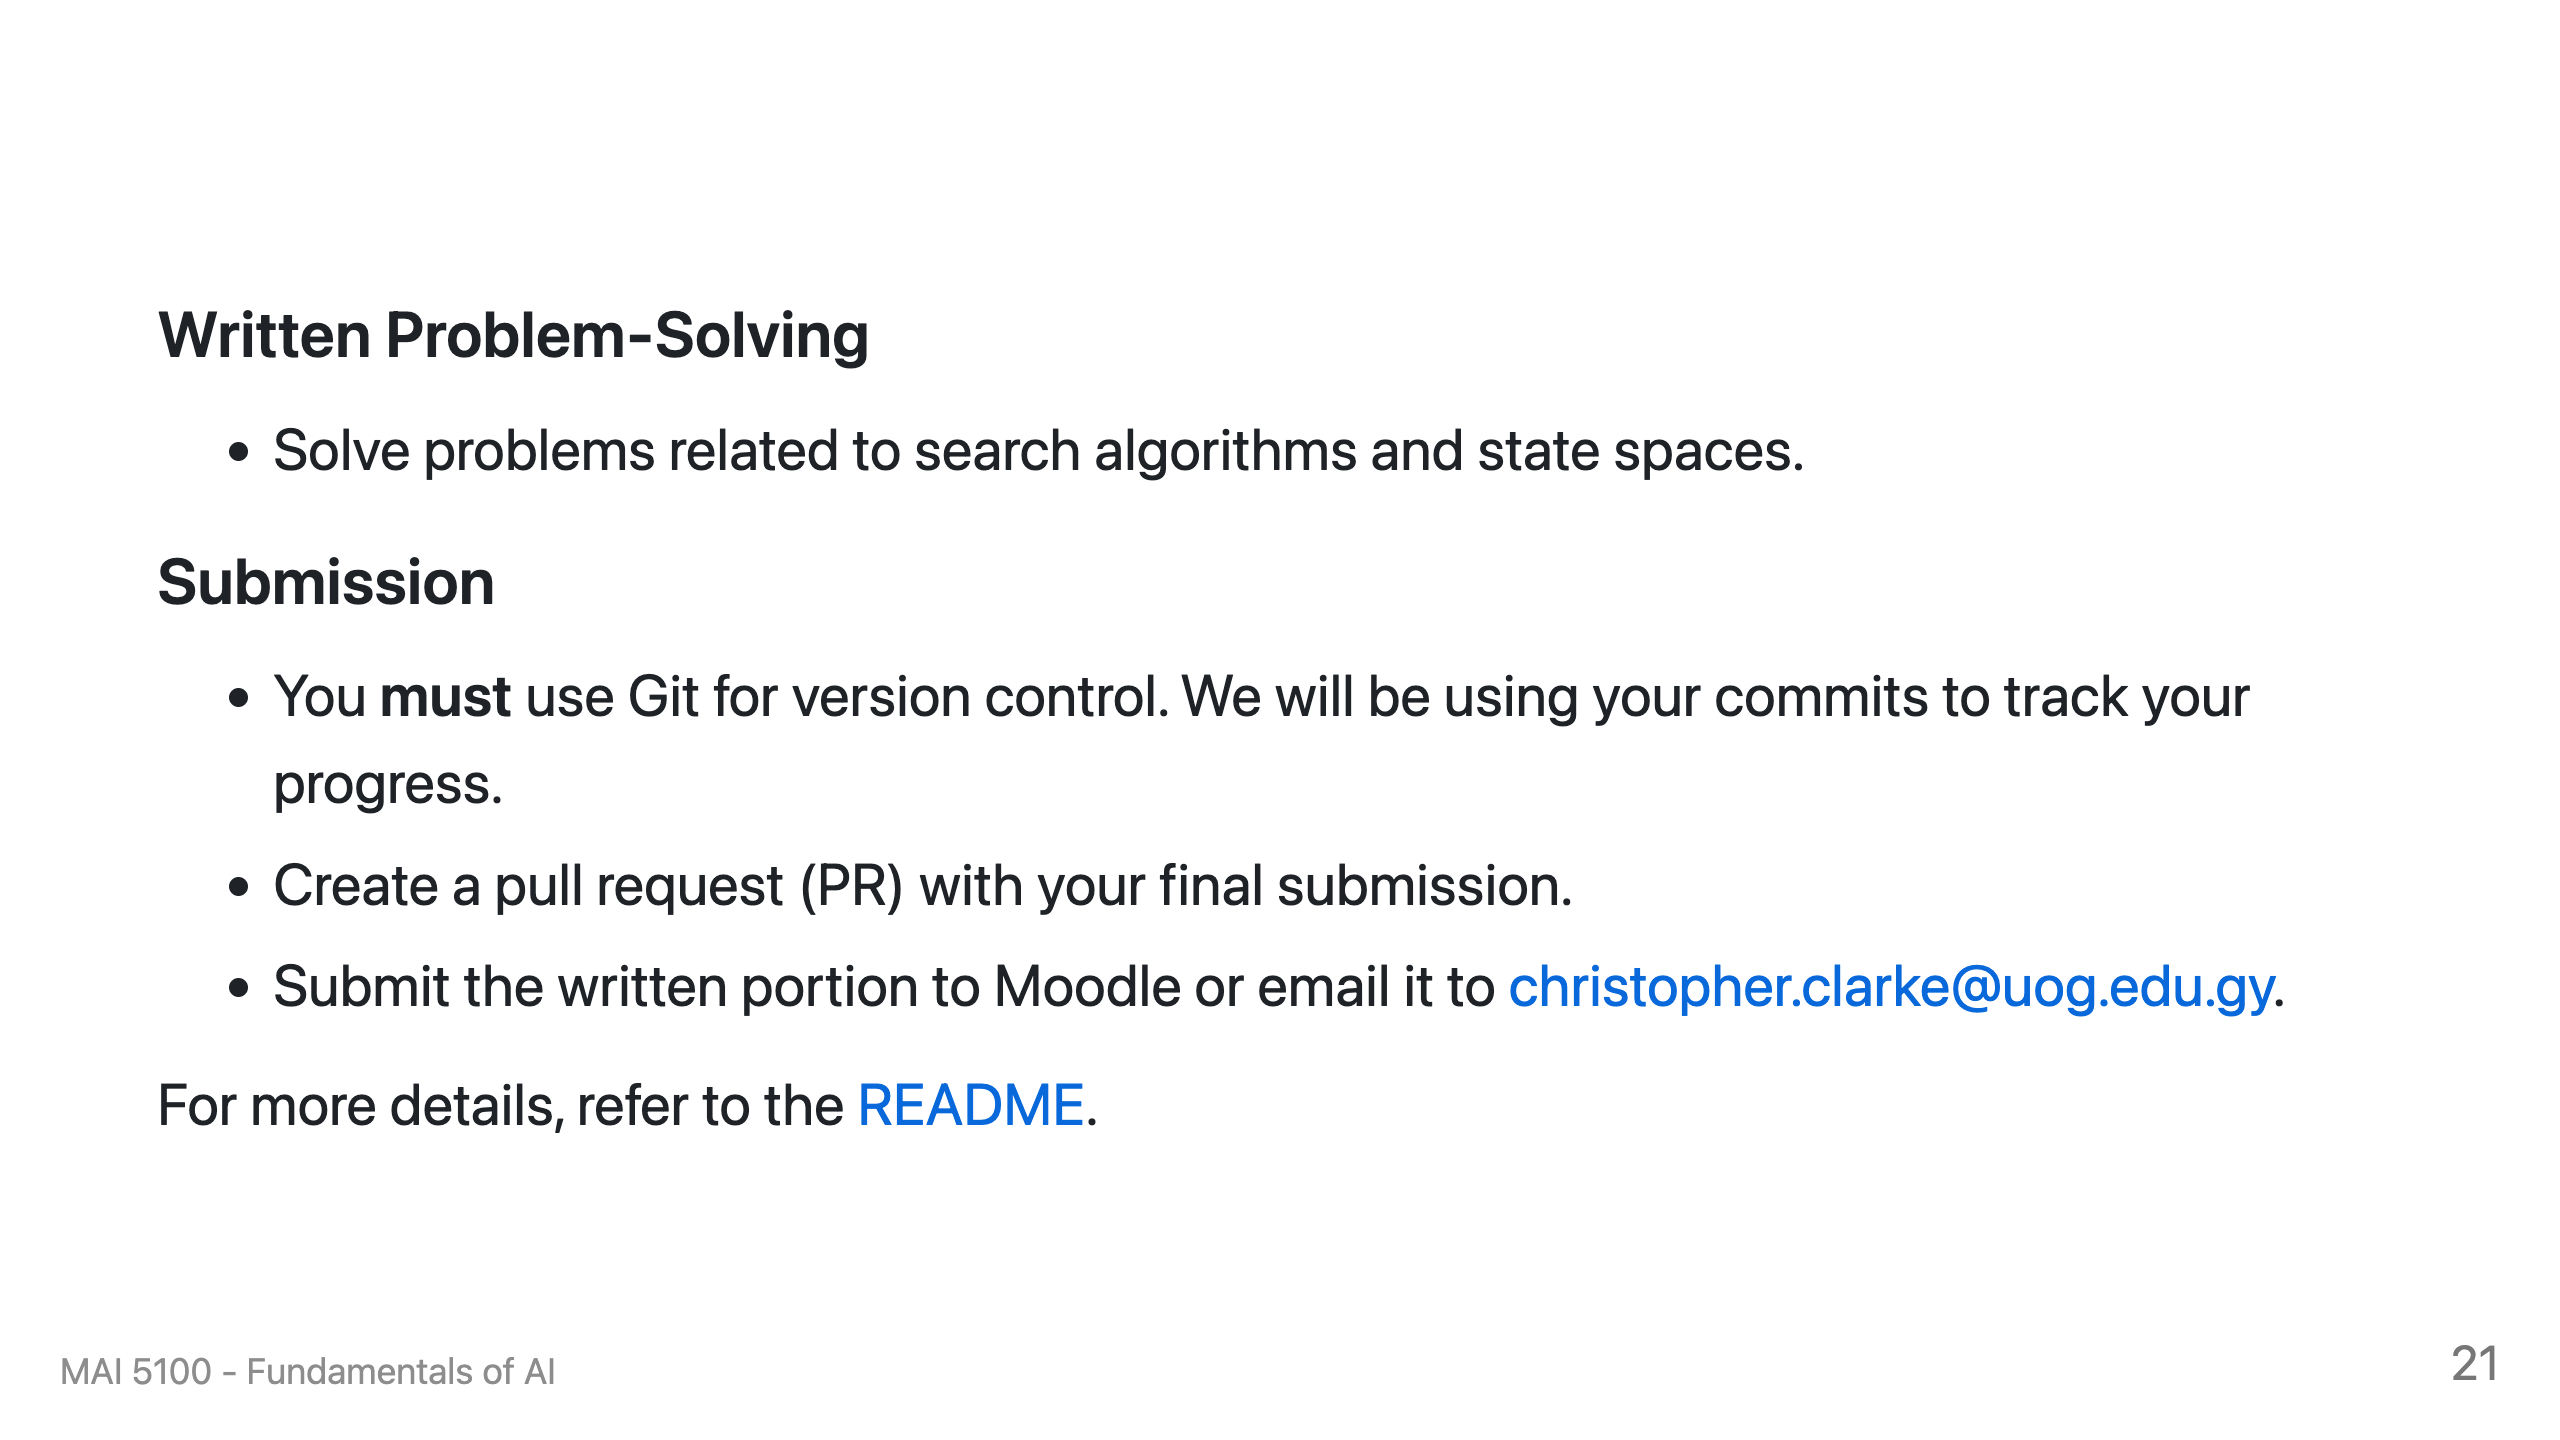 Written Problem-Solving
• Solve problems related to search algorithms and state spaces.
Submission
• You must use Git for version control. We will be using your commits to track your
progress.
• Create a pull request (PR) with your final submission.
• Submit the written portion to Moodle or email it to christopher.clarke@uog.edu.gy.
For more details, refer to the README.
MAI 5100 - Fundamentals of AI
21